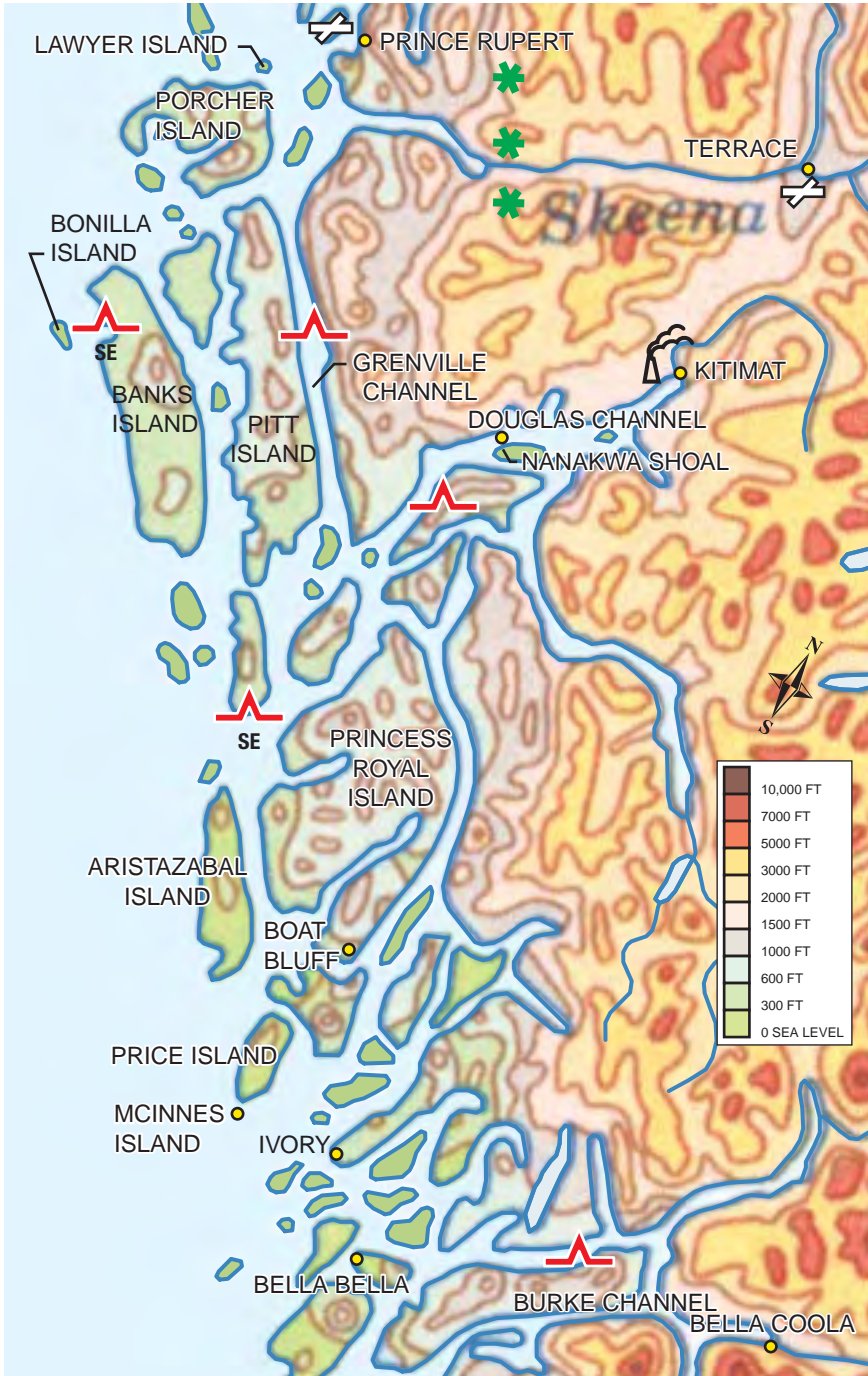 LAWYER ISLAND
PRINCE RUPERT
PORCHER
ISLAND
TERRACE
Skeena
BONILLA
ISLAND
SE
GRENVILLE
CHANNEL
KITIMAT
BANKS
ISLAND
PITT
ISLAND
DOUGLAS CHANNEL
NANAKWA SHOAL
N
S
SE
PRINCESS
ROYAL
ISLAND
10,000 FT
7000 FT
5000 FT
3000 FT
2000 FT
1500 FT
1000 FT
600 FT
300 FT
0 SEA LEVEL
ARISTAZABAL
ISLAND
BOAT
BLUFF
PRICE ISLAND
MCINNES
ISLAND
IVORY
BELLA BELLA
BURKE CHANNEL
BELLA COOLA